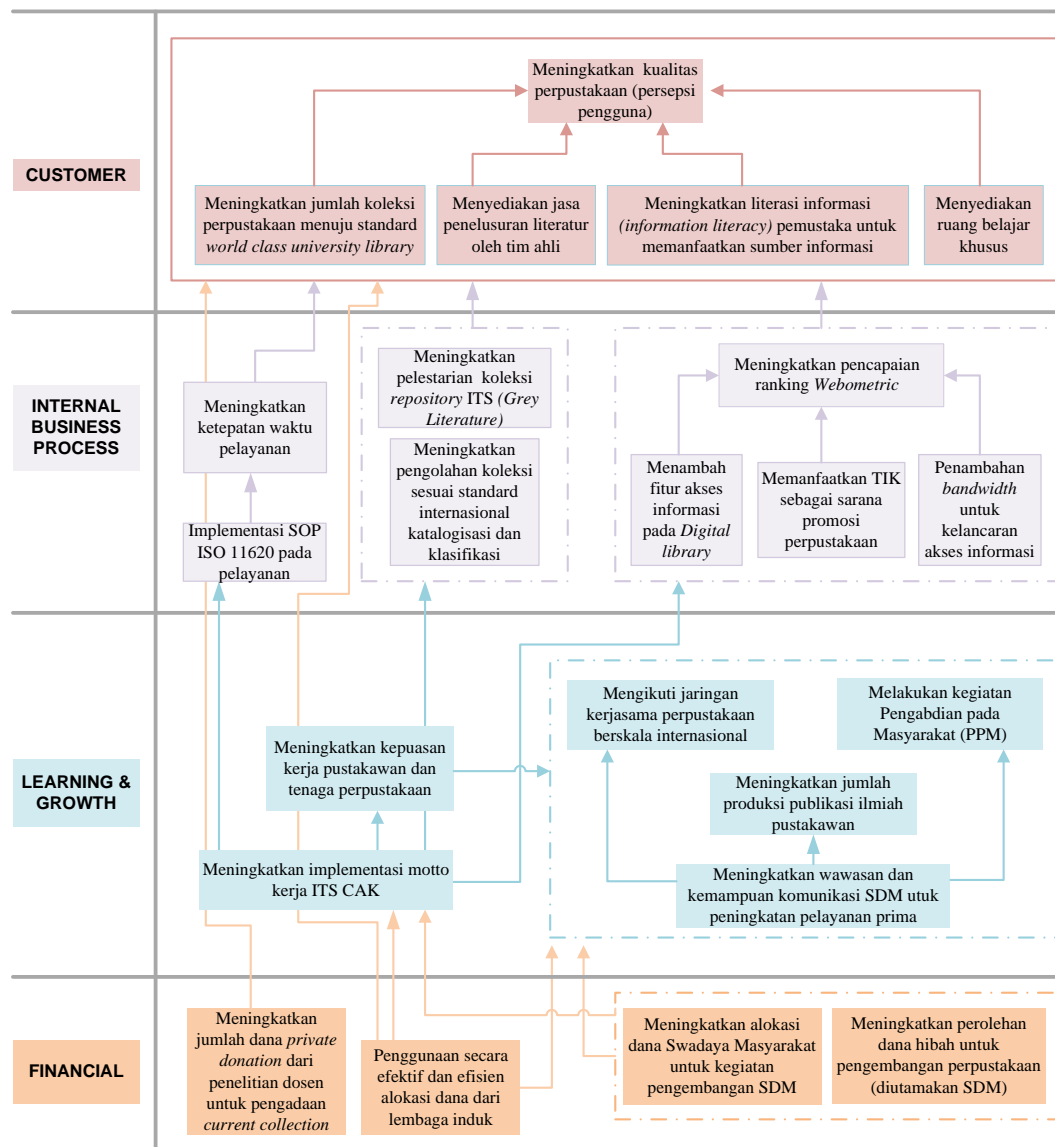 CUSTOMER
Meningkatkan kualitas
perpustakaan (persepsi
pengguna)
Meningkatkan jumlah koleksi
perpustakaan menuju standard
world class university library
Menyediakan jasa
penelusuran literatur
oleh tim ahli
Meningkatkan literasi informasi
(information literacy) pemustaka untuk
memanfaatkan sumber informasi
Menyediakan
ruang belajar
khusus
INTERNAL
BUSINESS
PROCESS
Meningkatkan
ketepatan waktu
pelayanan
Implementasi SOP
ISO 11620 pada
pelayanan
Meningkatkan
pelestarian koleksi
repository ITS (Grey
Literature)
Meningkatkan
pengolahan koleksi
sesuai standard
internasional
katalogisasi dan
klasifikasi
Meningkatkan pencapaian
ranking Webometric
Menambah
fitur akses
informasi
pada Digital
library
Memanfaatkan TIK
sebagai sarana
promosi
perpustakaan
Penambahan
bandwidth
untuk
kelancaran
akses informasi
LEARNING &
GROWTH
Meningkatkan kepuasan
kerja pustakawan dan
tenaga perpustakaan
Meningkatkan implementasi motto
kerja ITS CAK
Mengikuti jaringan
kerjasama perpustakaan
berskala internasional
Melakukan kegiatan
Pengabdian pada
Masyarakat (PPM)
Meningkatkan jumlah
produksi publikasi ilmiah
pustakawan
Meningkatkan wawasan dan
kemampuan komunikasi SDM utuk
peningkatan pelayanan prima
FINANCIAL
Meningkatkan
jumlah dana private
donation dari
penelitian dosen
untuk pengadaan
current collection
Penggunaan secara
efektif dan efisien
alokasi dana dari
lembaga induk
Meningkatkan alokasi
dana Swadaya Masyarakat
untuk kegiatan
pengembangan SDM
Meningkatkan perolehan
dana hibah untuk
pengembangan perpustakaan
(diutamakan SDM)